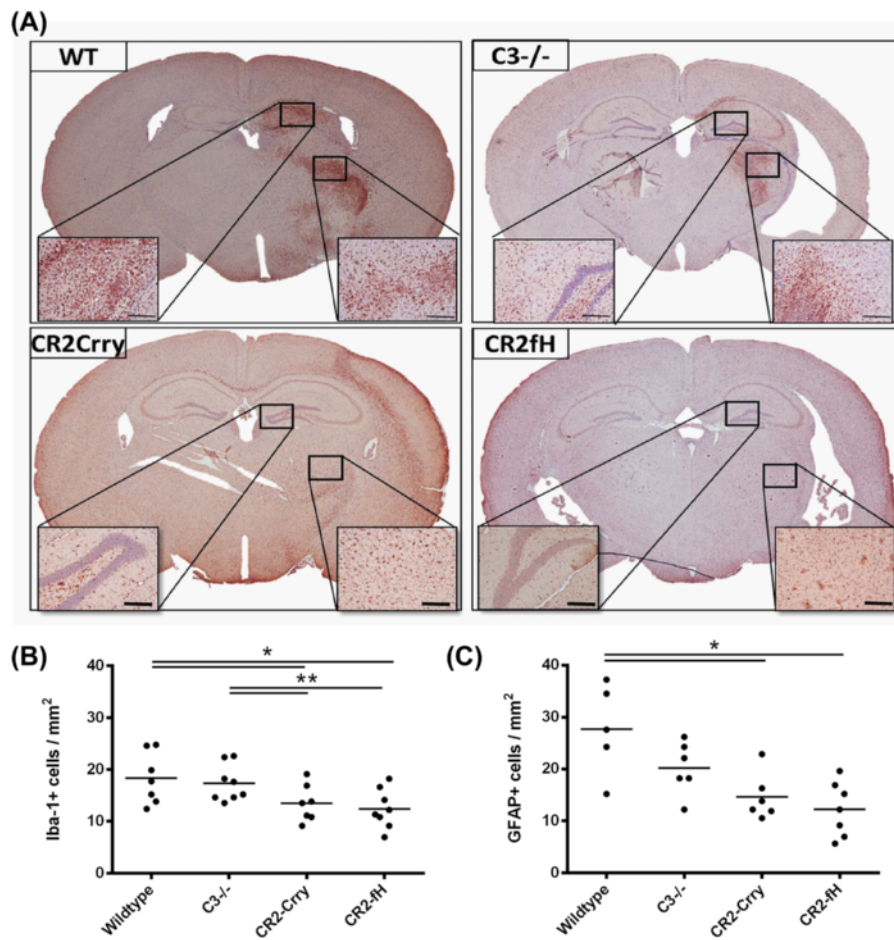 (A)
WT
C3-/-
CR2Crry
CR2fH
(B)
Iba-1+ cells / mm²
40
30
20
10
0
*
**
Wildtype
C3-/-
CR2-Crry
CR2-fH
(C)
GFAP+ cells / mm²
40
30
20
10
0
*
Wildtype
C3-/-
CR2-Crry
CR2-fH